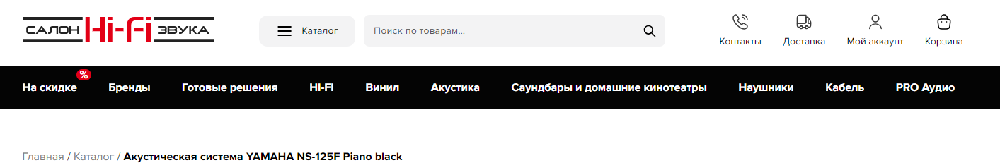 САЛОН Hi-Fi ЗВУКА
Каталог
Поиск по товарам...
Контакты
Доставка
Мой аккаунт
Корзина
%
На скидке
Бренды
Готовые решения
HI-FI
Винил
Акустика
Саундбары и домашние кинотеатры
Наушники
Кабель
PRO Аудио
Главная / Каталог / Акустическая система YAMAHA NS-125F Piano black